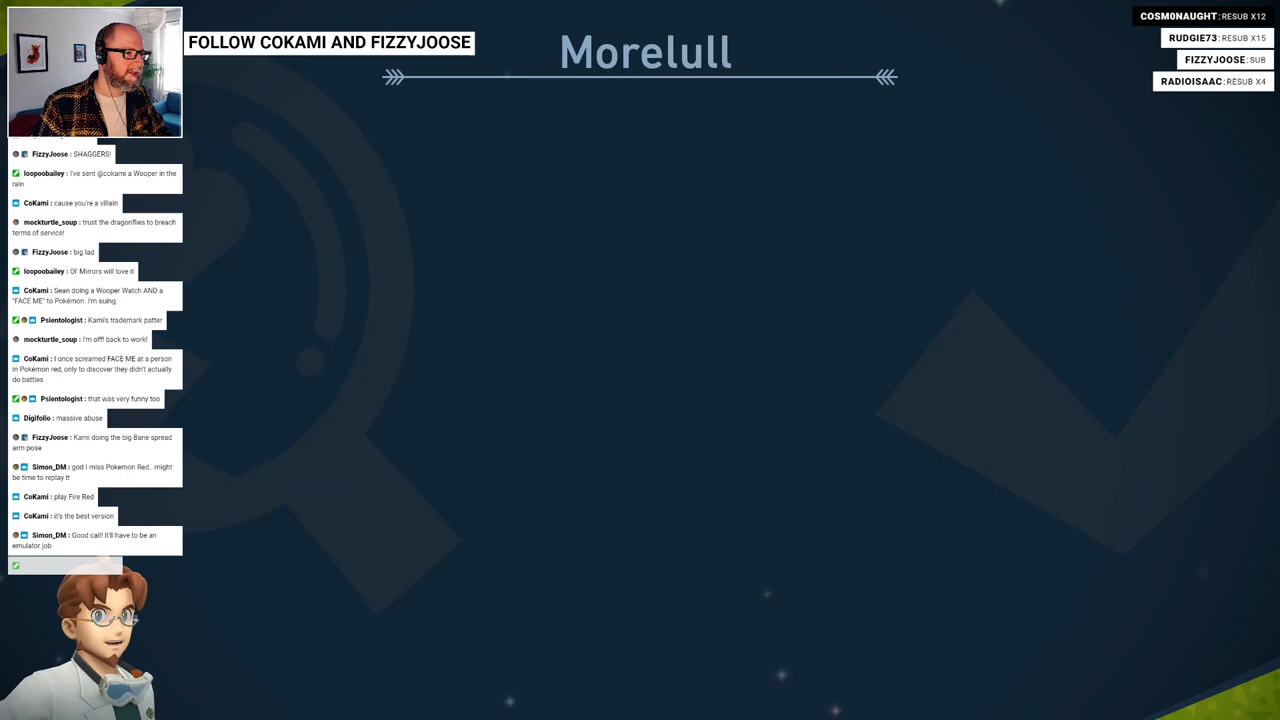 FOLLOW COKAMI AND FIZZYJOOSE
Morelull
COSM0NAUGHT: RESUB X12
RUDGIE73: RESUB X15
FIZZYJOOSE: SUB
RADIOISAAC: RESUB X4
FizzyJoose : SHAGGERS!
loopoobailey : I've sent @cokami a Wooper in the
rain
CoKami : cause you're a villain
mockturtle_soup : trust the dragonflies to breach
terms of service!
FizzyJoose : big lad
loopoobailey : Ol' Mirrors will love it
CoKami : Sean doing a Wooper Watch AND a
"FACE ME" to Pokémon. I'm suing.
Psientologist : Kami's trademark patter
mockturtle_soup : I'm off! back to work!
CoKami : I once screamed FACE ME at a person
in Pokémon red, only to discover they didn't actually
do battles.
Psientologist : that was very funny too
Digifolio : massive abuse
FizzyJoose : Kami doing the big Bane spread
arm pose
Simon_DM : god I miss Pokemon Red.. might
be time to replay it
CoKami : play Fire Red
CoKami : it's the best version
Simon_DM : Good call! It'll have to be an
emulator job